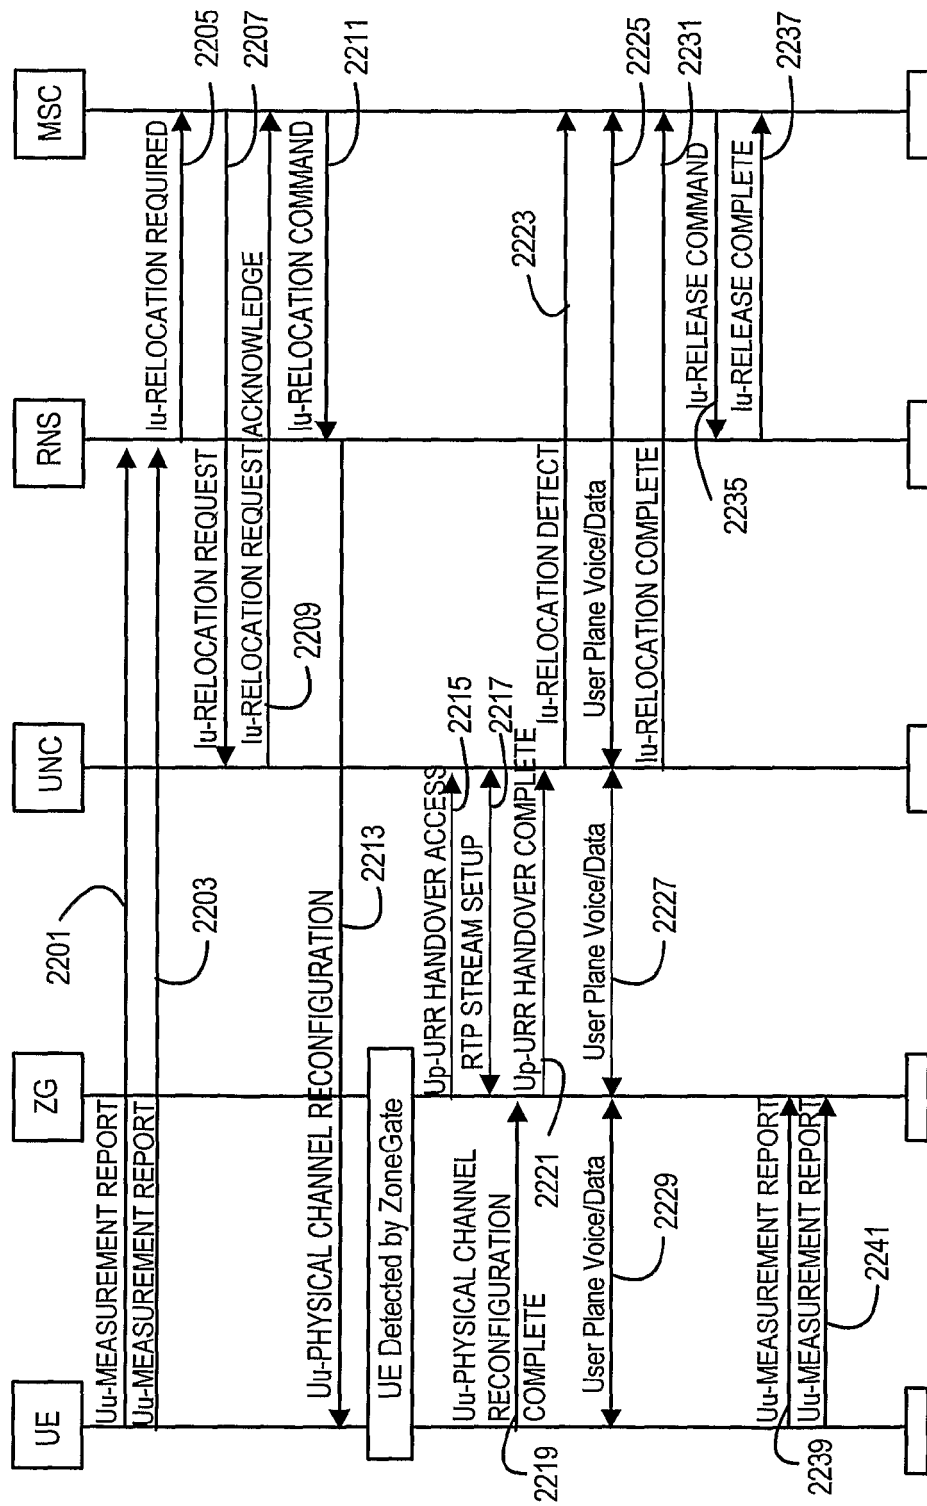 UE
ZG
UNC
RNS
MSC
Uu-MEASUREMENT REPORT
2201
Uu-MEASUREMENT REPORT
2203
Iu-RELOCATION REQUIRED
2205
Iu-RELOCATION REQUEST
2207
Iu-RELOCATION REQUEST ACKNOWLEDGE
2209
Iu-RELOCATION COMMAND
2211
Uu-PHYSICAL CHANNEL RECONFIGURATION
2213
UE Detected by ZoneGate
Up-URR HANDOVER ACCESS
2215
RTP STREAM SETUP
2217
Uu-PHYSICAL CHANNEL
RECONFIGURATION
COMPLETE
2219
Up-URR HANDOVER COMPLETE
2221
Iu-RELOCATION DETECT
2223
User Plane Voice/Data
2229
User Plane Voice/Data
2227
User Plane Voice/Data
2225
Iu-RELOCATION COMPLETE
2231
Iu-RELEASE COMMAND
2235
Iu-RELEASE COMPLETE
2237
Uu-MEASUREMENT REPORT
2239
Uu-MEASUREMENT REPORT
2241